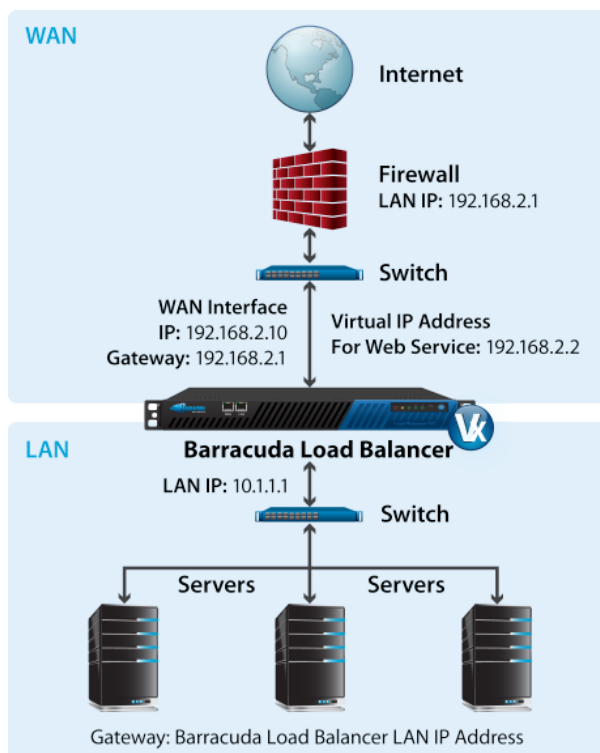 WAN
Internet
Firewall
LAN IP: 192.168.2.1
Switch
WAN Interface
IP: 192.168.2.10
Gateway: 192.168.2.1
Virtual IP Address
For Web Service: 192.168.2.2
Vx
LAN
Barracuda Load Balancer
LAN IP: 10.1.1.1
Switch
Servers
Servers
Gateway: Barracuda Load Balancer LAN IP Address